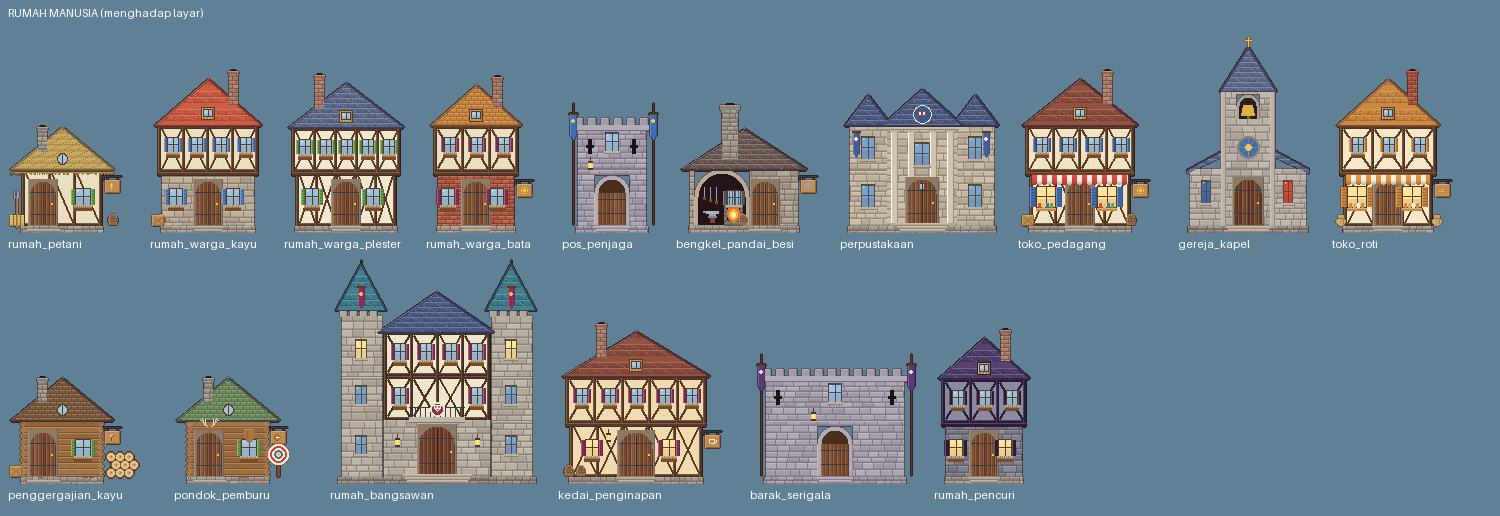 RUMAH MANUSIA (menghadap layar)
rumah_petani
rumah_warga_kayu
rumah_warga_plester
rumah_warga_bata
pos_penjaga
bengkel_pandai_besi
perpustakaan
toko_pedagang
gereja_kapel
toko_roti
penggergajian_kayu
pondok_pemburu
rumah_bangsawan
kedai_penginapan
barak_serigala
rumah_pencuri